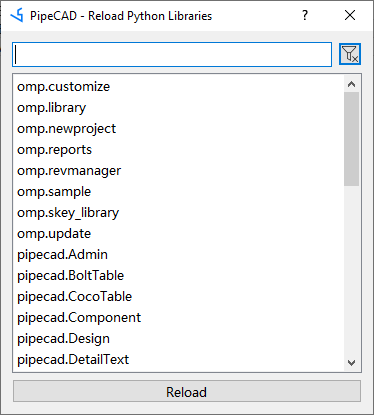 PipeCAD - Reload Python Libraries
omp.customize
omp.library
omp.newproject
omp.reports
omp.revmanager
omp.sample
omp.skey_library
omp.update
pipecad.Admin
pipecad.BoltTable
pipecad.CocoTable
pipecad.Component
pipecad.Design
pipecad.DetailText
Reload